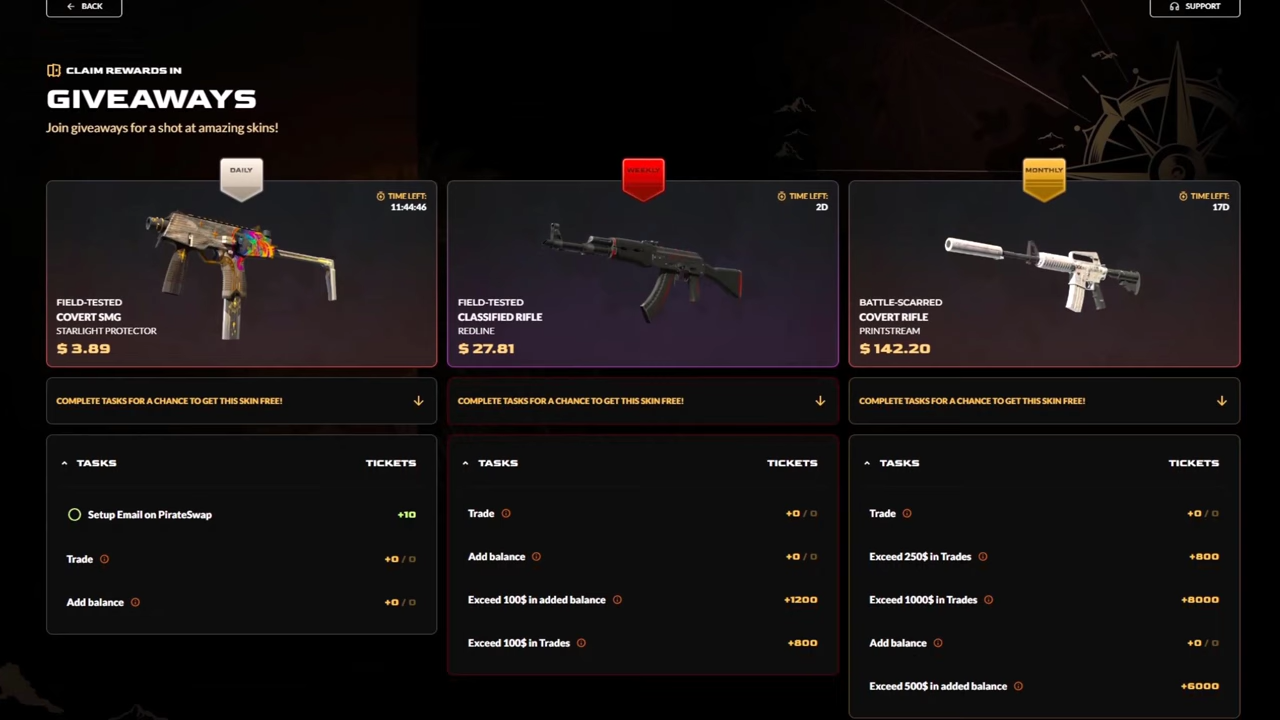 BACK
SUPPORT
CLAIM REWARDS IN
GIVEAWAYS
Join giveaways for a shot at amazing skins!
DAILY
TIME LEFT:
11:44:46
FIELD-TESTED
COVERT SMG
STARLIGHT PROTECTOR
$ 3.89
COMPLETE TASKS FOR A CHANCE TO GET THIS SKIN FREE!
TASKS TICKETS
Setup Email on PirateSwap +10
Trade +0 / 0
Add balance +0 / 0
WEEKLY
TIME LEFT:
2D
FIELD-TESTED
CLASSIFIED RIFLE
REDLINE
$ 27.81
COMPLETE TASKS FOR A CHANCE TO GET THIS SKIN FREE!
TASKS TICKETS
Trade +0 / 0
Add balance +0 / 0
Exceed 100$ in added balance +1200
Exceed 100$ in Trades +800
MONTHLY
TIME LEFT:
17D
BATTLE-SCARRED
COVERT RIFLE
PRINTSTREAM
$ 142.20
COMPLETE TASKS FOR A CHANCE TO GET THIS SKIN FREE!
TASKS TICKETS
Trade +0 / 0
Exceed 250$ in Trades +800
Exceed 1000$ in Trades +8000
Add balance +0 / 0
Exceed 500$ in added balance +6000